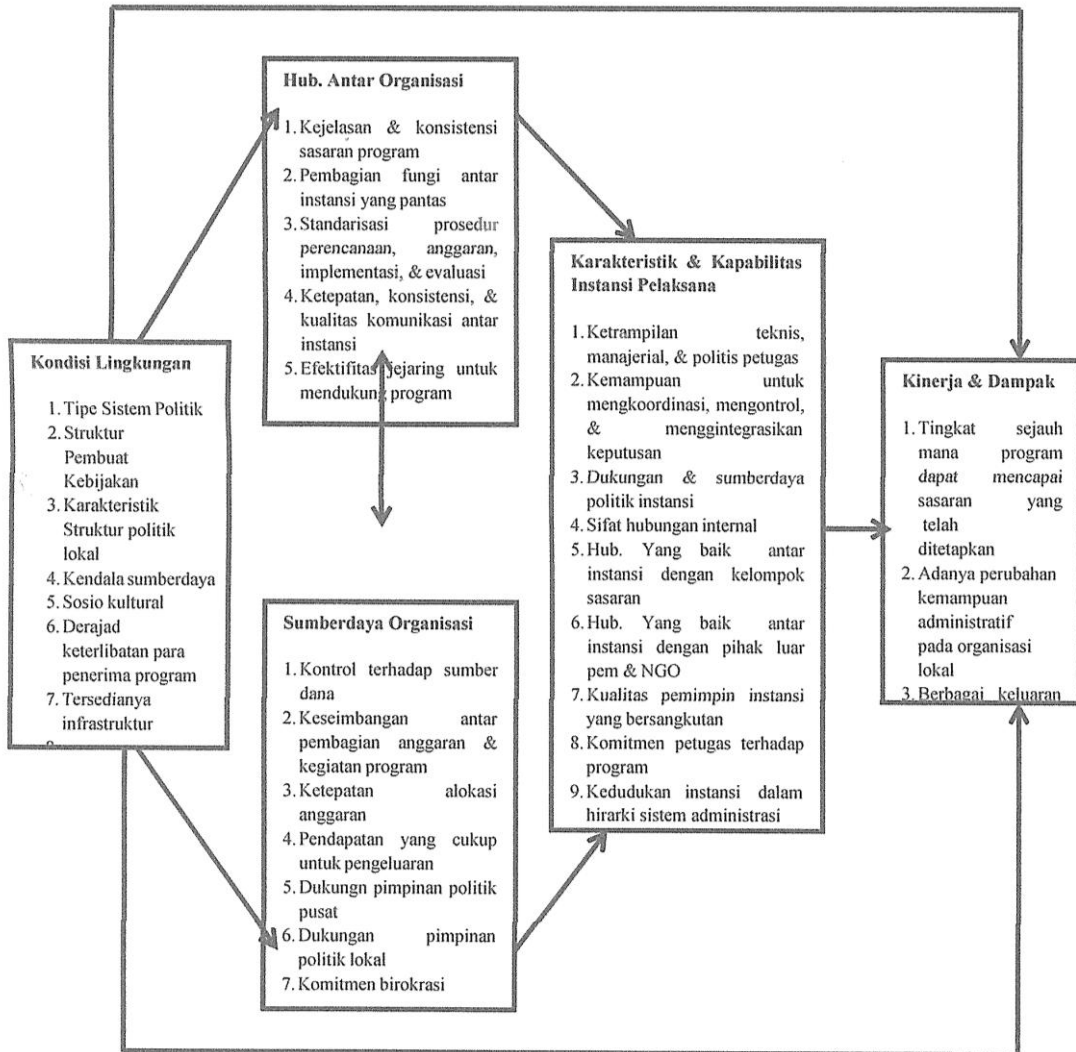 Hub. Antar Organisasi
1. Kejelasan & konsistensi
sasaran program
2. Pembagian fungi antar
instansi yang pantas
3. Standarisasi prosedur
perencanaan, anggaran,
implementasi, & evaluasi
4. Ketepatan, konsistensi, &
kualitas komunikasi antar
instansi
5. Efektifitas jejaring untuk
mendukung program
Kondisi Lingkungan
1. Tipe Sistem Politik
2. Struktur
Pembuat
Kebijakan
3. Karakteristik
Struktur politik
lokal
4. Kendala sumberdaya
5. Sosio kultural
6. Derajad
keterlibatan para
penerima program
7. Tersedianya
infrastruktur
Sumberdaya Organisasi
1. Kontrol terhadap sumber
dana
2. Keseimbangan antar
pembagian anggaran &
kegiatan program
3. Ketepatan alokasi
anggaran
4. Pendapatan yang cukup
untuk pengeluaran
5. Dukungn pimpinan politik
pusat
6. Dukungan pimpinan
politik lokal
7. Komitmen birokrasi
Karakteristik & Kapabilitas
Instansi Pelaksana
1. Ketrampilan teknis,
manajerial, & politis petugas
2. Kemampuan untuk
mengkoordinasi, mengontrol,
& menggintegrasikan
keputusan
3. Dukungan & sumberdaya
politik instansi
4. Sifat hubungan internal
5. Hub. Yang baik antar
instansi dengan kelompok
sasaran
6. Hub. Yang baik antar
instansi dengan pihak luar
pem & NGO
7. Kualitas pemimpin instansi
yang bersangkutan
8. Komitmen petugas terhadap
program
9. Kedudukan instansi dalam
hirarki sistem administrasi
Kinerja & Dampak
1. Tingkat sejauh
mana program
dapat mencapai
sasaran yang
telah
ditetapkan
2. Adanya perubahan
kemampuan
administratif
pada organisasi
lokal
3. Berbagai keluaran